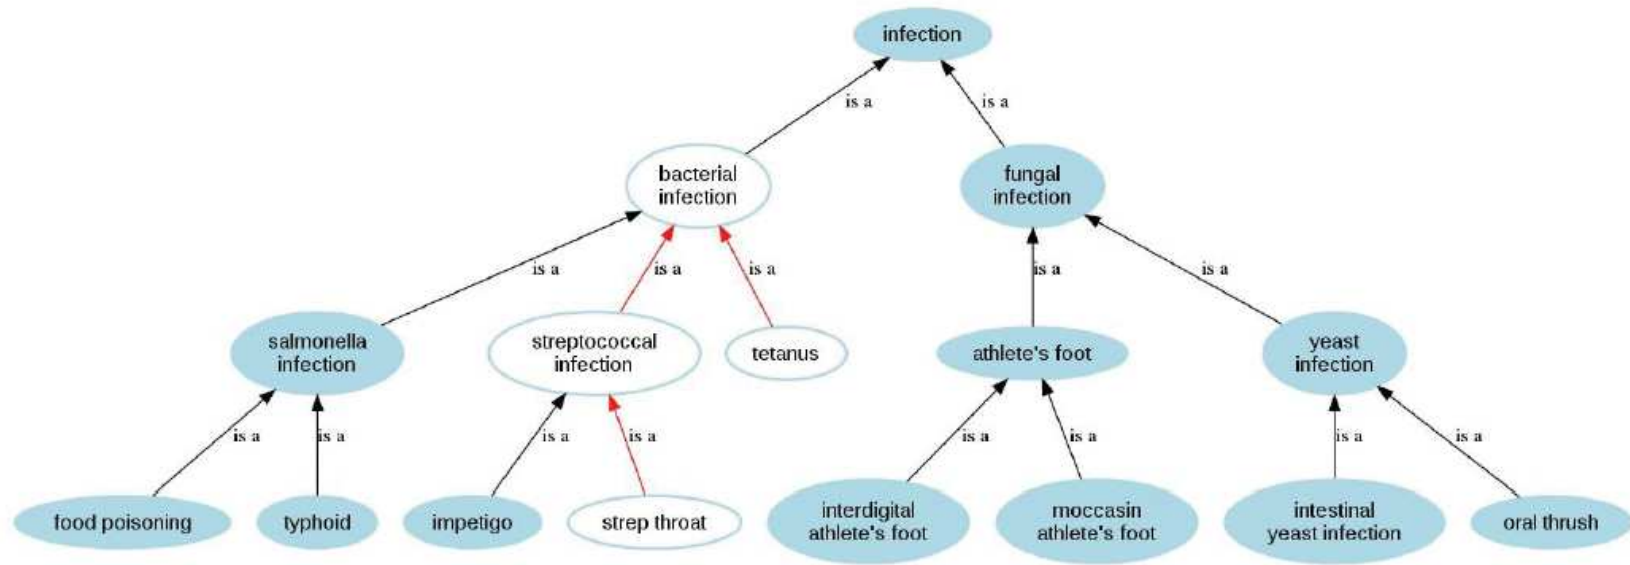 infection
is a
is a
bacterial
infection
fungal
infection
is a
is a
is a
is a
is a
salmonella
infection
streptococcal
infection
tetanus
athlete's foot
yeast
infection
is a
is a
is a
is a
is a
is a
is a
is a
food poisoning
typhoid
impetigo
strep throat
interdigital
athlete's foot
moccasin
athlete's foot
intestinal
yeast infection
oral thrush